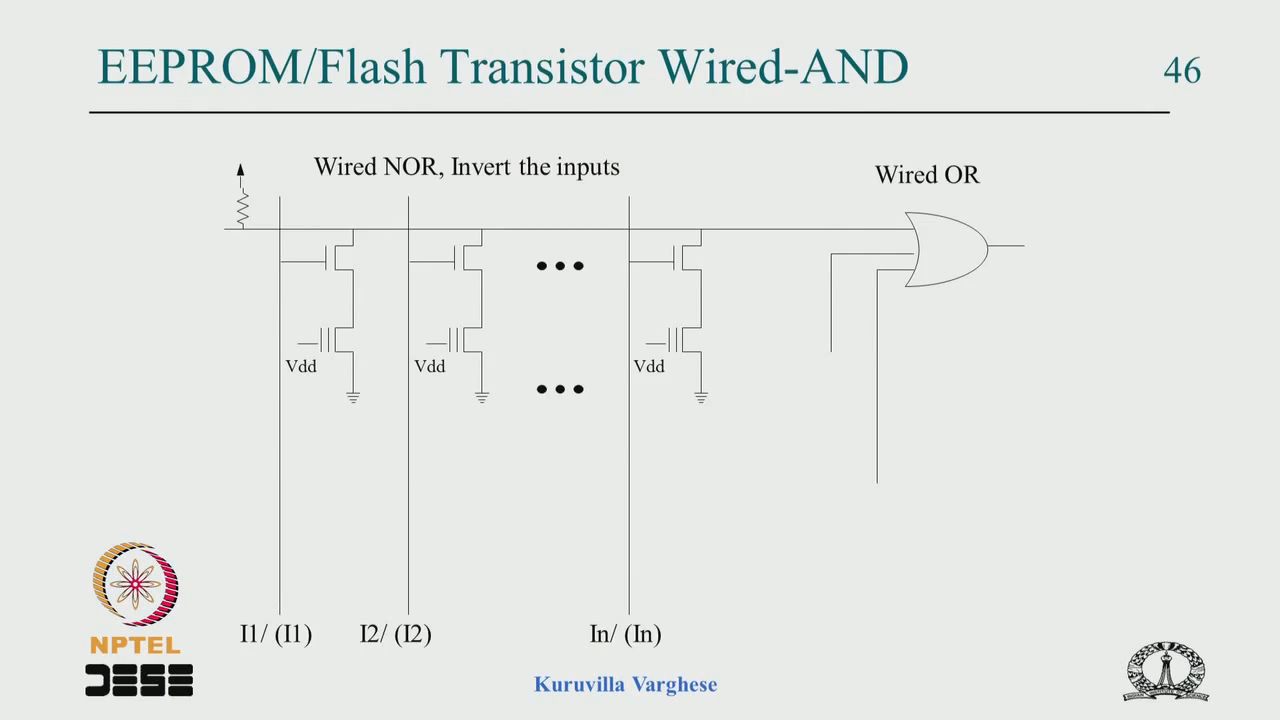 EEPROM/Flash Transistor Wired-AND
46
Wired NOR, Invert the inputs
Wired OR
Vdd
Vdd
Vdd
I1/ (I1)
I2/ (I2)
In/ (In)
NPTEL
DESE
Kuruvilla Varghese